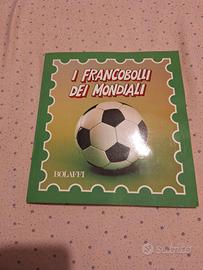 I FRANCOBOLLI
DEI MONDIALI
BOLAFFI
Subito.it